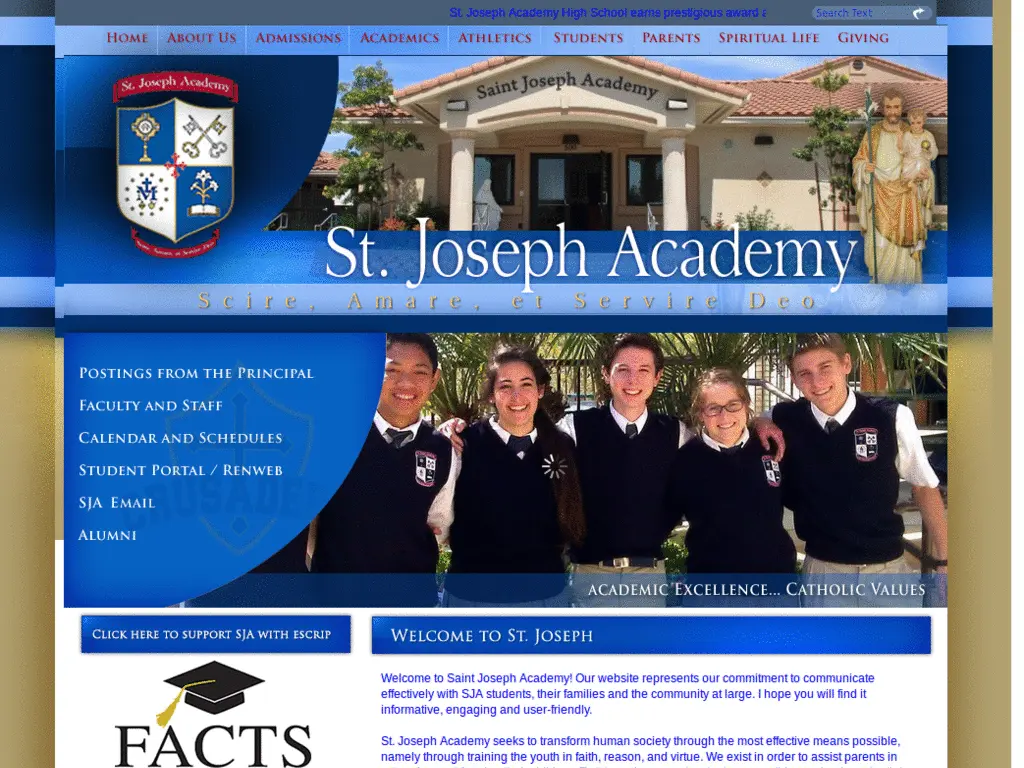 St. Joseph Academy High School earns prestigious award a
Search Text
Home About Us Admissions Academics Athletics Students Parents Spiritual Life Giving
St. Joseph Academy
Saint Joseph Academy
St. Joseph Academy
Scire, Amare, et Servire Deo
Postings from the Principal
Faculty and Staff
Calendar and Schedules
Student Portal / Renweb
SJA Email
Alumni
CRUSADE
Academic Excellence... Catholic Values
Click here to support SJA with escrip
Welcome to St. Joseph
FACTS
Welcome to Saint Joseph Academy! Our website represents our commitment to communicate
effectively with SJA students, their families and the community at large. I hope you will find it
informative, engaging and user-friendly.
St. Joseph Academy seeks to transform human society through the most effective means possible,
namely through training the youth in faith, reason, and virtue. We exist in order to assist parents in